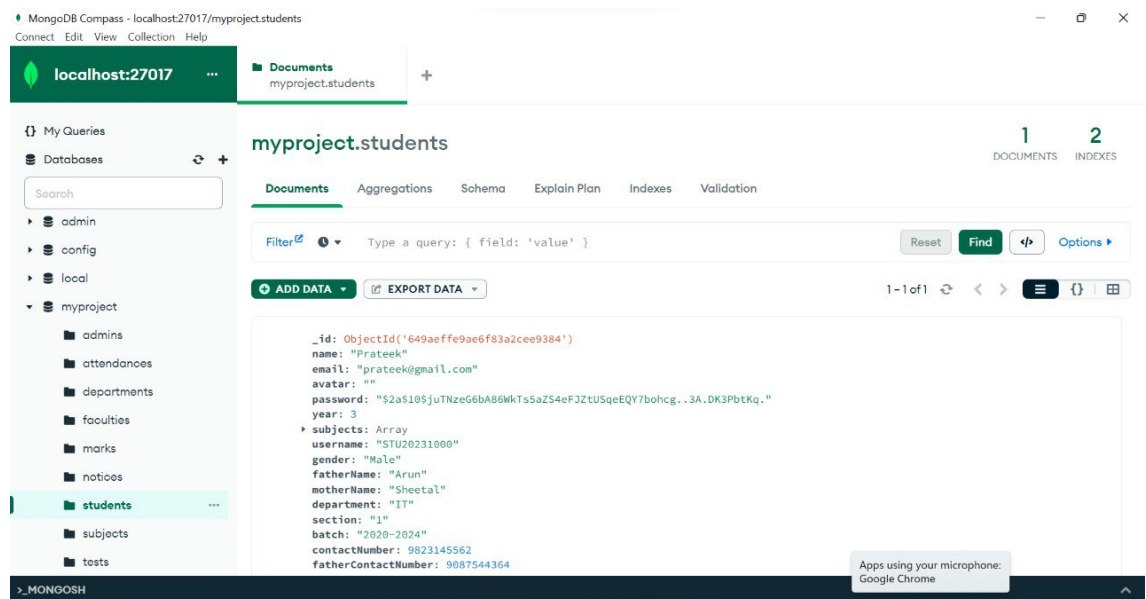 MongoDB Compass - localhost:27017/myproject.students
Connect Edit View Collection Help
localhost:27017 ...
Documents
myproject.students
+
{} My Queries
Databases
Search
admin
config
local
myproject
admins
attendances
departments
faculties
marks
notices
students ...
subjects
tests
myproject.students
1
DOCUMENTS
2
INDEXES
Documents Aggregations Schema Explain Plan Indexes Validation
Filter Type a query: { field: 'value' } Reset Find </> Options
ADD DATA EXPORT DATA 1-1 of 1 {}
_id: ObjectId('649aeffe9ae6f83a2cee9384')
name: "Prateek"
email: "prateek@gmail.com"
avatar: ""
password: "$2a$10$juTNzeG6bA86WkTs5aZS4eFJZtUSqeEQY7bohcg..3A.DK3PbtKq."
year: 3
subjects: Array
username: "STU20231000"
gender: "Male"
fatherName: "Arun"
motherName: "Sheetal"
department: "IT"
section: "1"
batch: "2020-2024"
contactNumber: 9823145562
fatherContactNumber: 9087544364
Apps using your microphone:
Google Chrome
>_MONGOSH